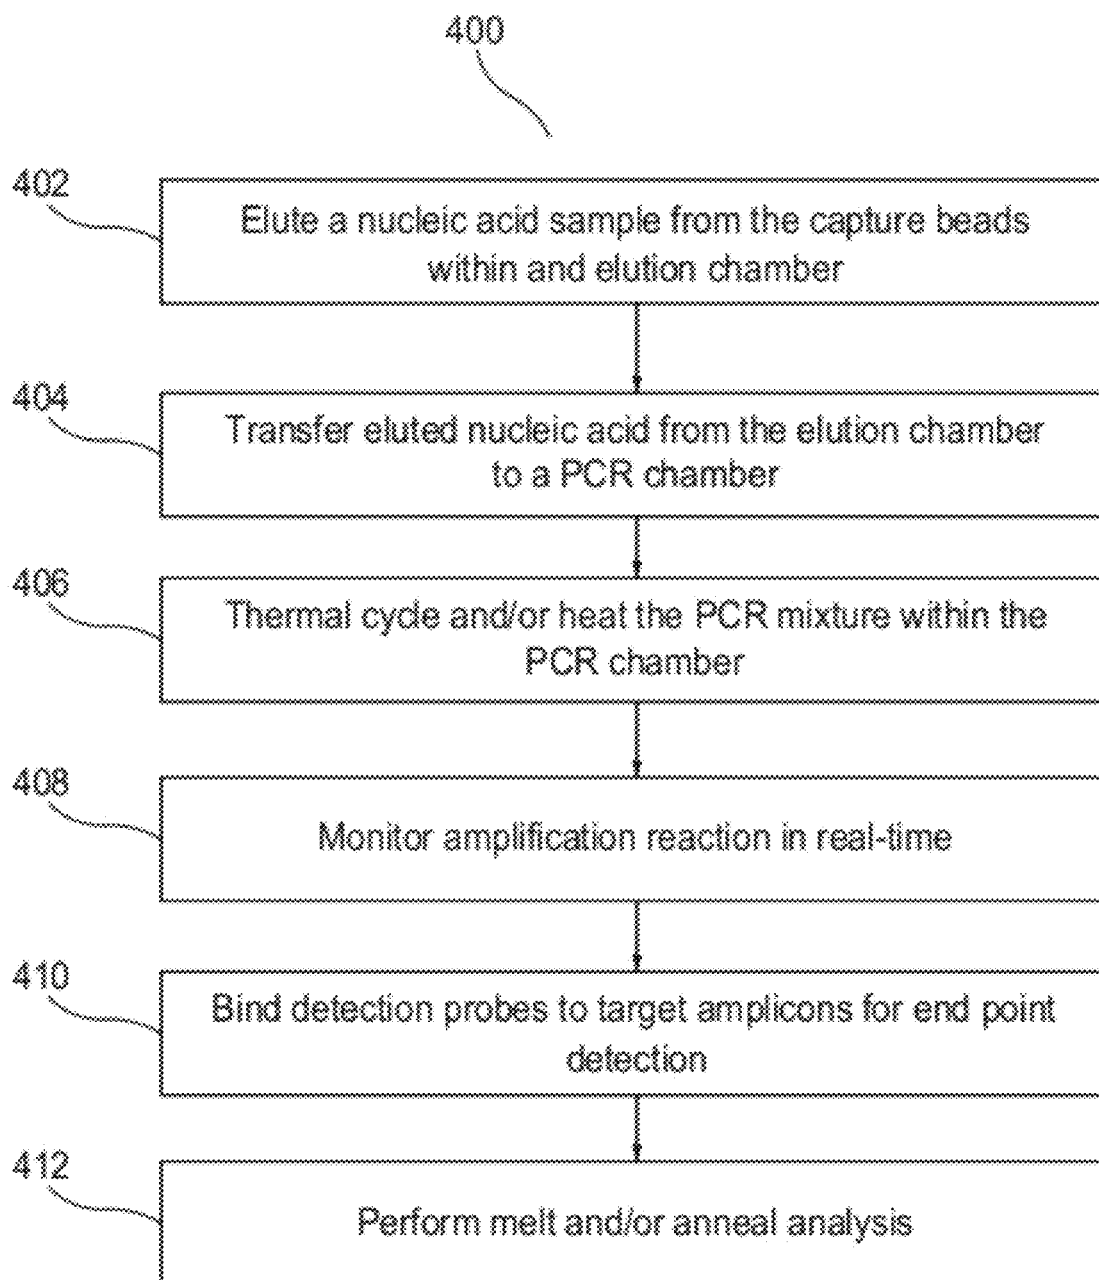 400
402
Elute a nucleic acid sample from the capture beads
within and elution chamber
404
Transfer eluted nucleic acid from the elution chamber
to a PCR chamber
406
Thermal cycle and/or heat the PCR mixture within the
PCR chamber
408
Monitor amplification reaction in real-time
410
Bind detection probes to target amplicons for end point
detection
412
Perform melt and/or anneal analysis